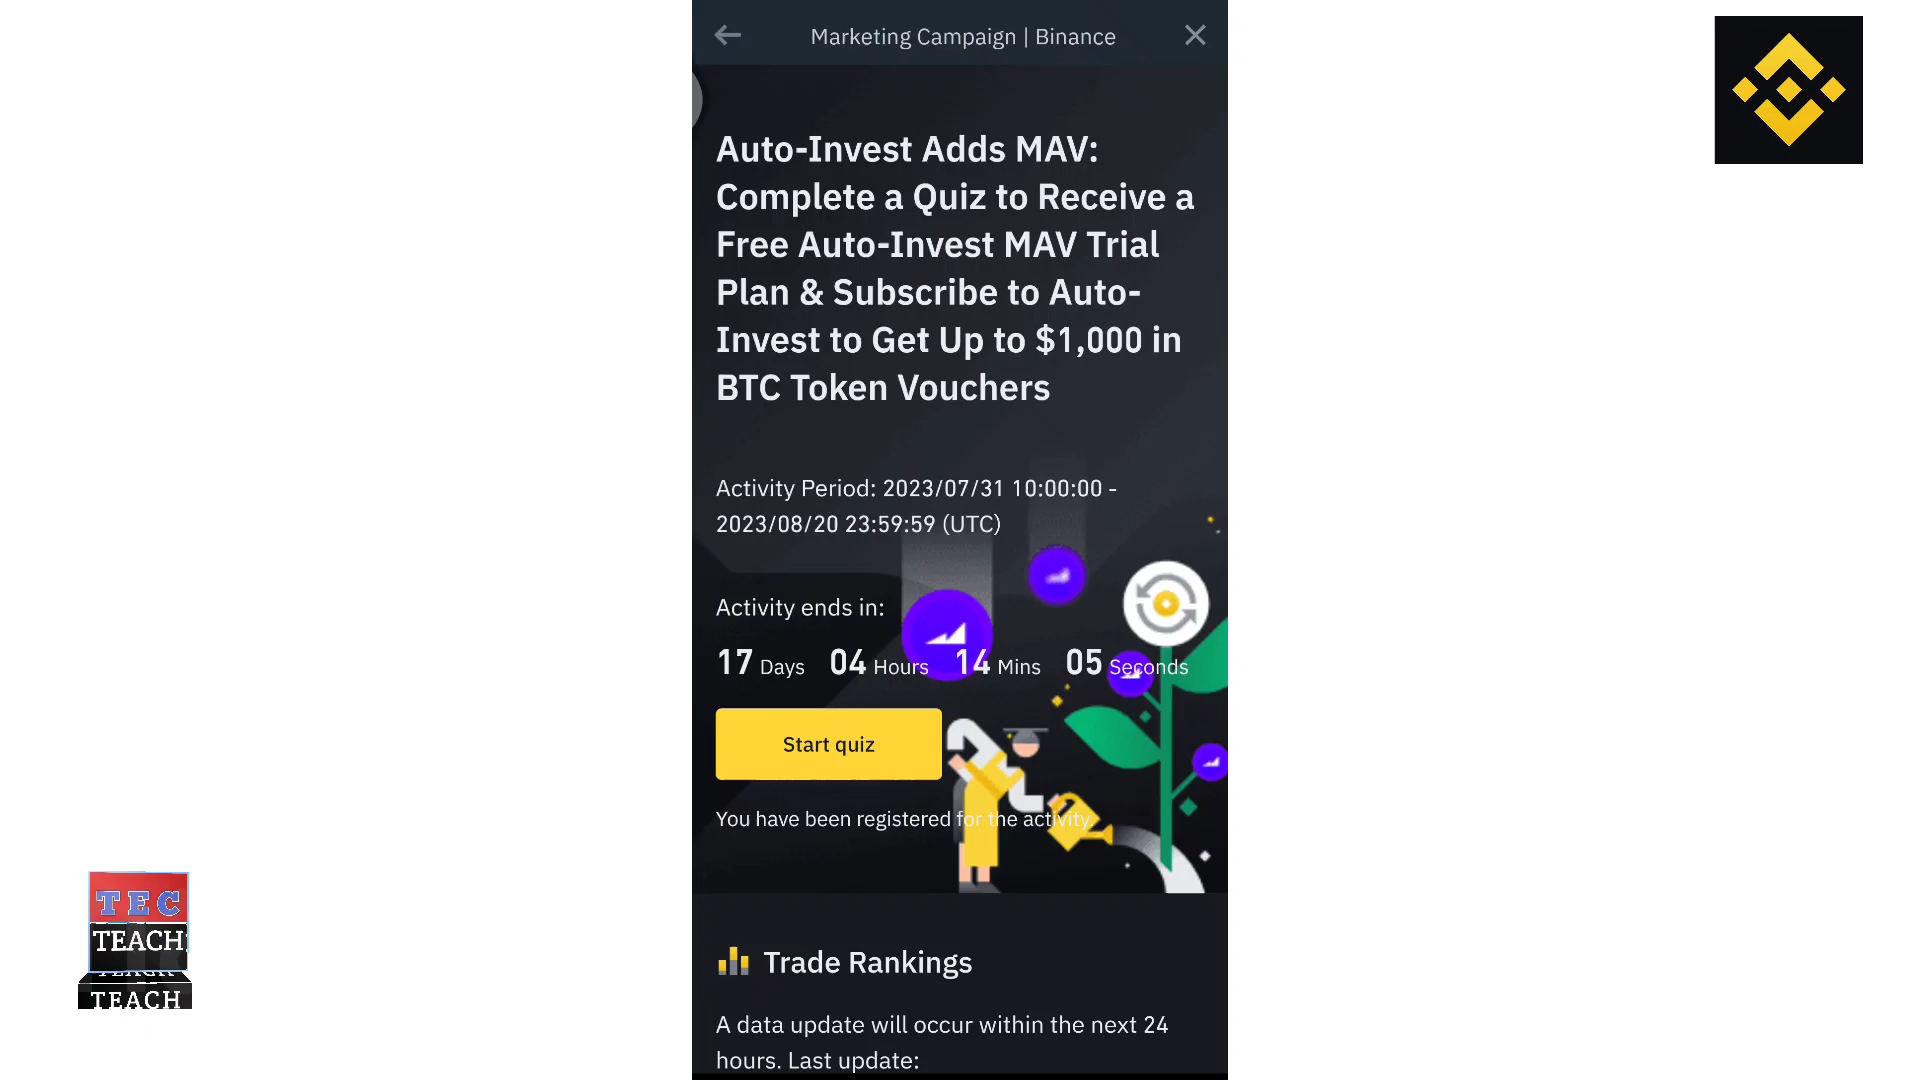 Marketing Campaign | Binance
Auto-Invest Adds MAV:
Complete a Quiz to Receive a
Free Auto-Invest MAV Trial
Plan & Subscribe to Auto-
Invest to Get Up to $1,000 in
BTC Token Vouchers
Activity Period: 2023/07/31 10:00:00 -
2023/08/20 23:59:59 (UTC)
Activity ends in:
17 Days 04 Hours 14 Mins 05 Seconds
Start quiz
You have been registered for the activity.
Trade Rankings
A data update will occur within the next 24
hours. Last update:
TEC
TEACH
TEACH